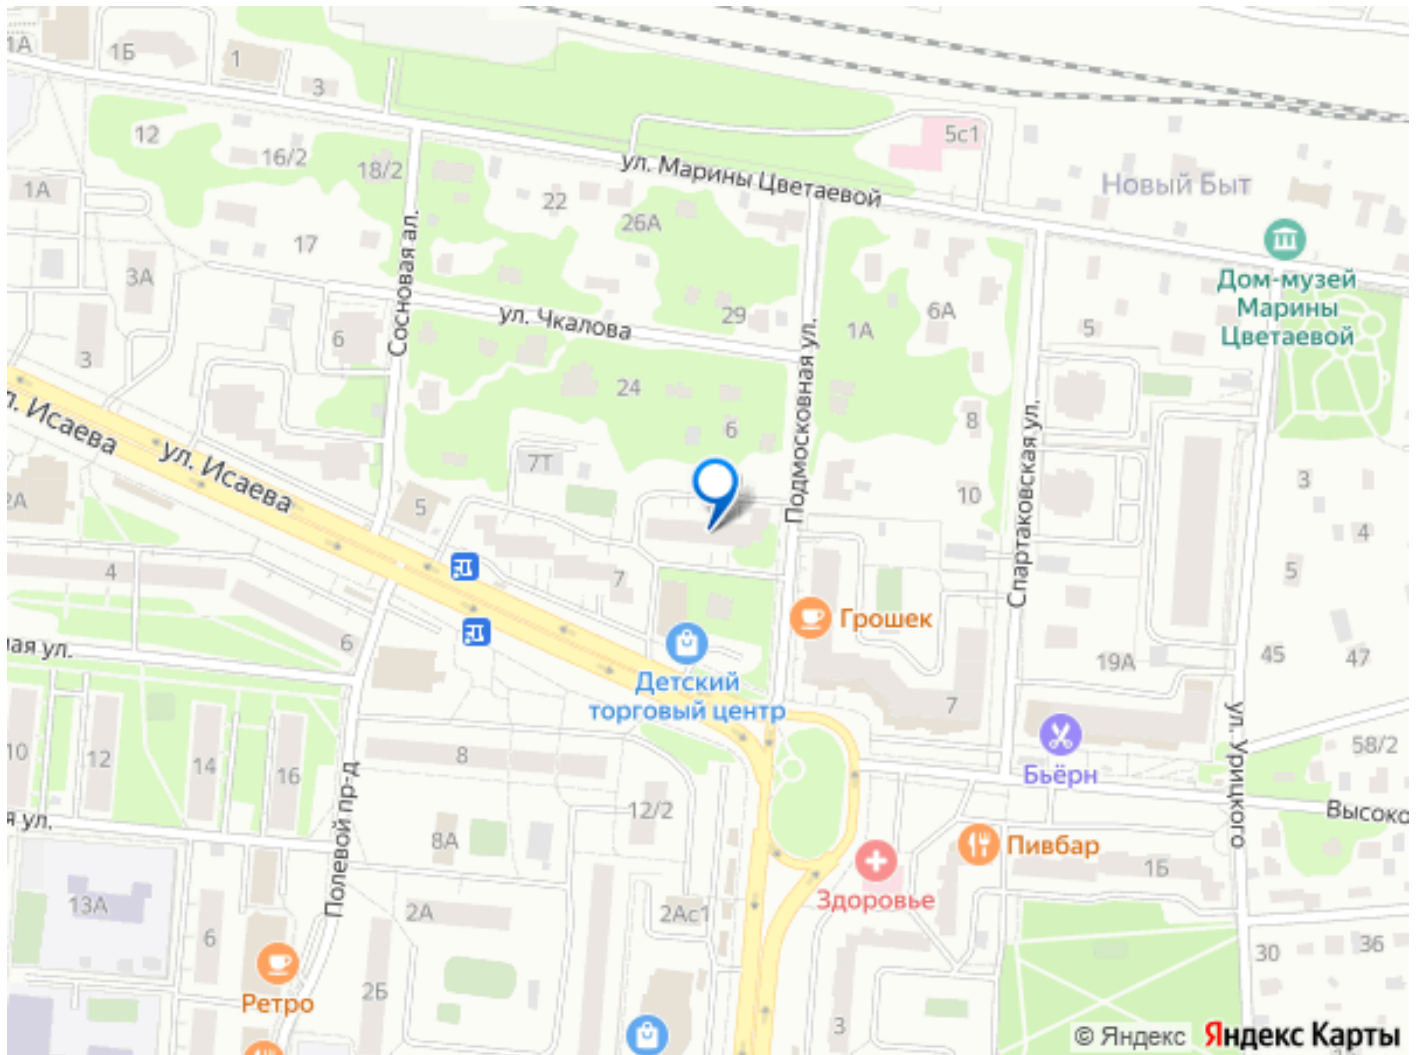 1А
1Б
1
3
12
16/2
18/2
5с1
ул. Марины Цветаевой
Новый Быт
1А
22
26А
17
3А
Сосновая ал.
Дом-музей
Марины
Цветаевой
29
ул. Чкалова
6
3
1А
6А
5
Подмосковная ул.
24
6
8
Спартаковская ул.
ул. Исаева
7Т
10
3
2А
5
4
5
4
7
6
Грошек
19А
45
47
ая ул.
Детский
торговый центр
7
ул. Урицкого
10
12
14
16
8
Бьёрн
58/2
Полевой пр-д
12/2
Высоко
я ул.
8А
Пивбар
1Б
Здоровье
13А
2А
2Ас1
6
30
36
Ретро
2Б
3
© Яндекс Яндекс Карты